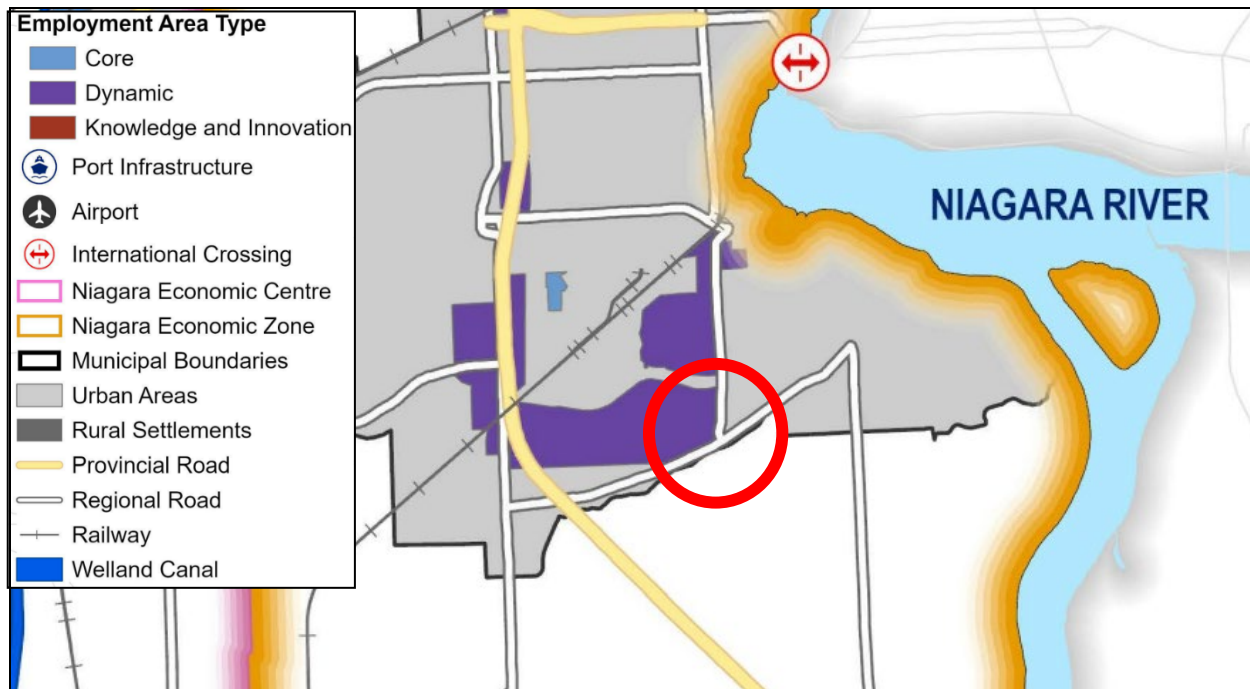 Employment Area Type
Core
Dynamic
Knowledge and Innovation
Port Infrastructure
Airport
International Crossing
Niagara Economic Centre
Niagara Economic Zone
Municipal Boundaries
Urban Areas
Rural Settlements
Provincial Road
Regional Road
Railway
Welland Canal
NIAGARA RIVER